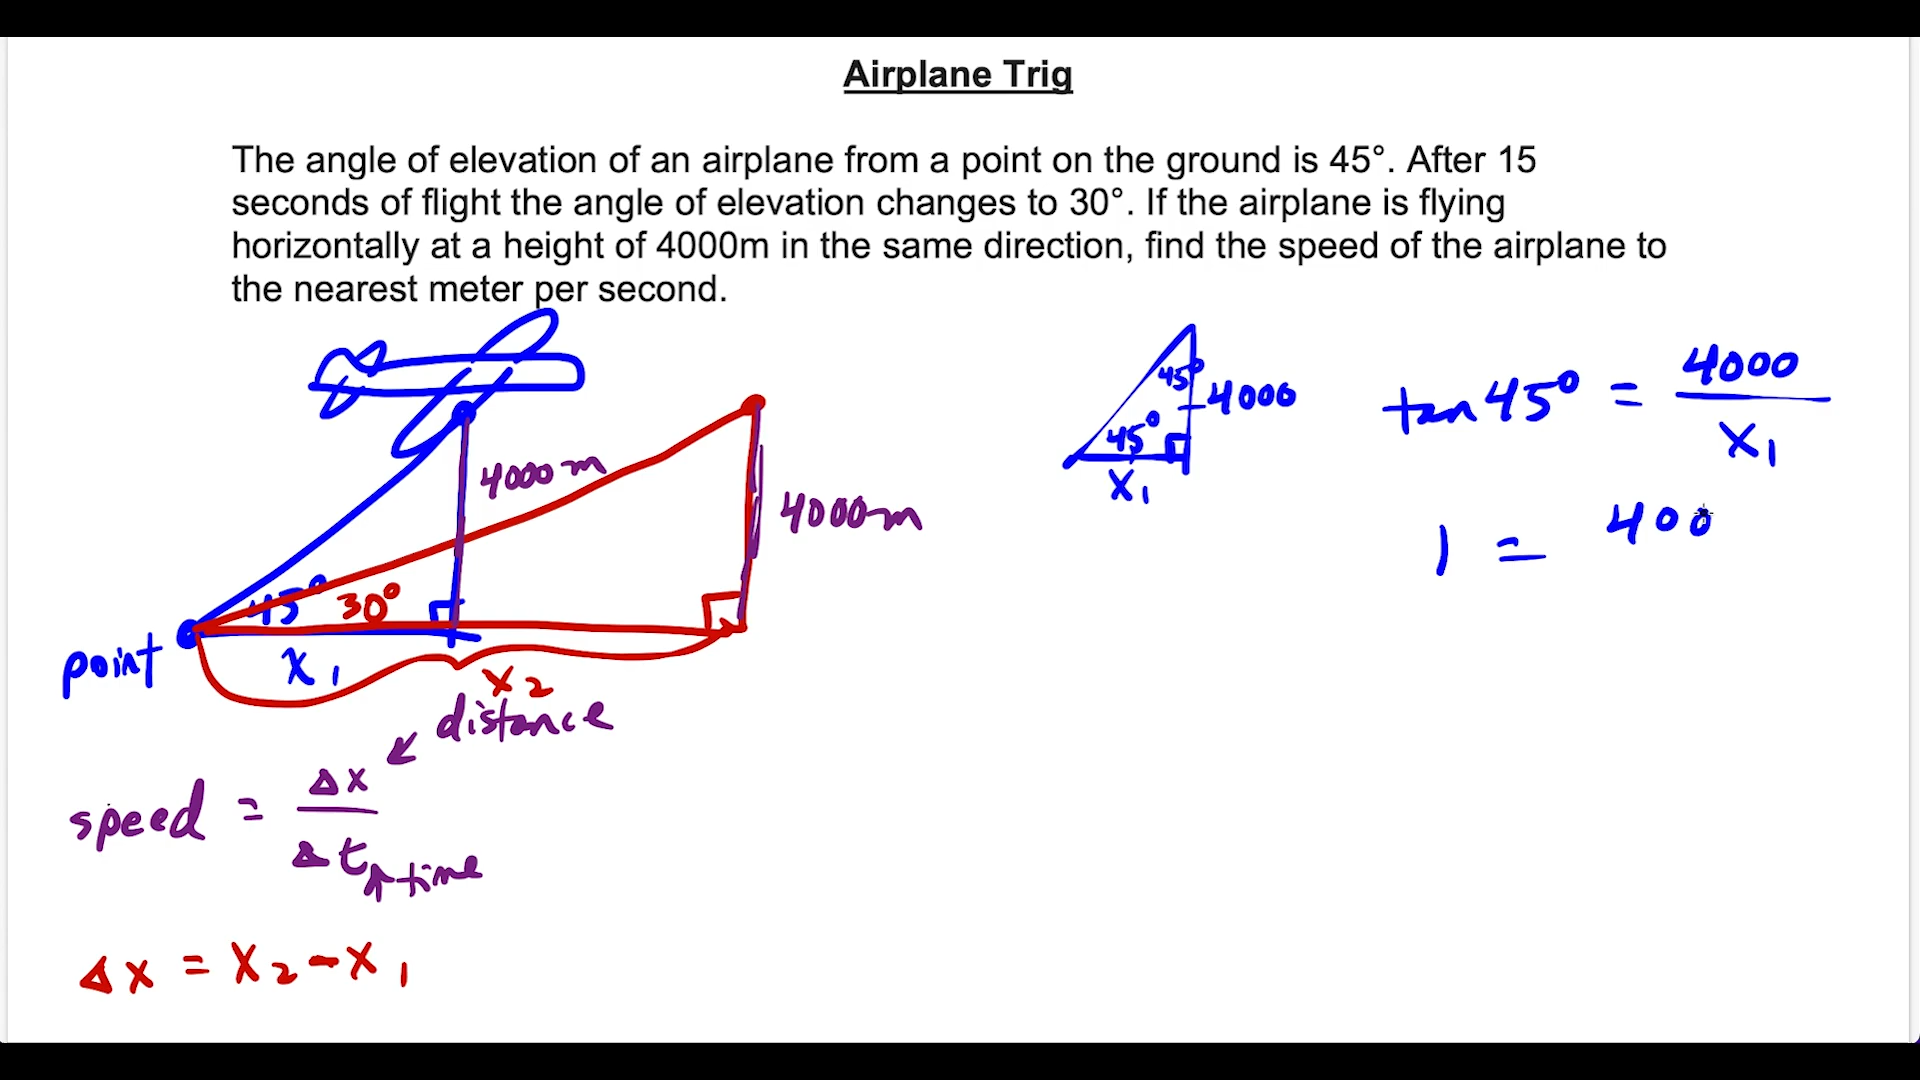 Airplane Trig
The angle of elevation of an airplane from a point on the ground is 45°. After 15
seconds of flight the angle of elevation changes to 30°. If the airplane is flying
horizontally at a height of 4000m in the same direction, find the speed of the airplane to
the nearest meter per second.
4000m
4000m
45°
30°
point
x₁
x₂
distance
speed = Δx
Δt
time
Δx = x₂ - x₁
45°
4000
45°
x₁
tan 45° = 4000
x₁
1 = 400